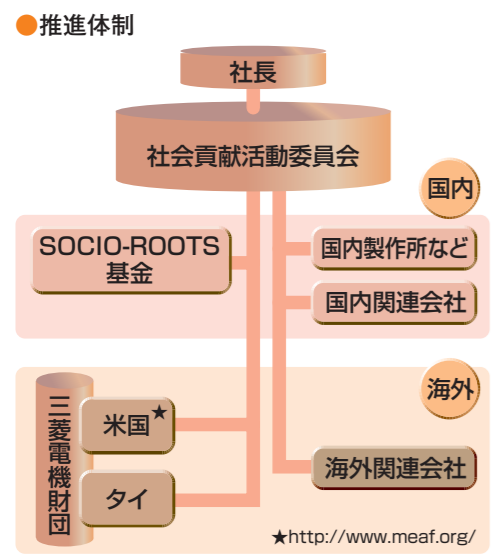 ●推進体制
社長
社会貢献活動委員会
国内
SOCIO-ROOTS
基金
国内製作所など
国内関連会社
海外
三菱電機財団
米国★
タイ
海外関連会社
★http://www.meaf.org/